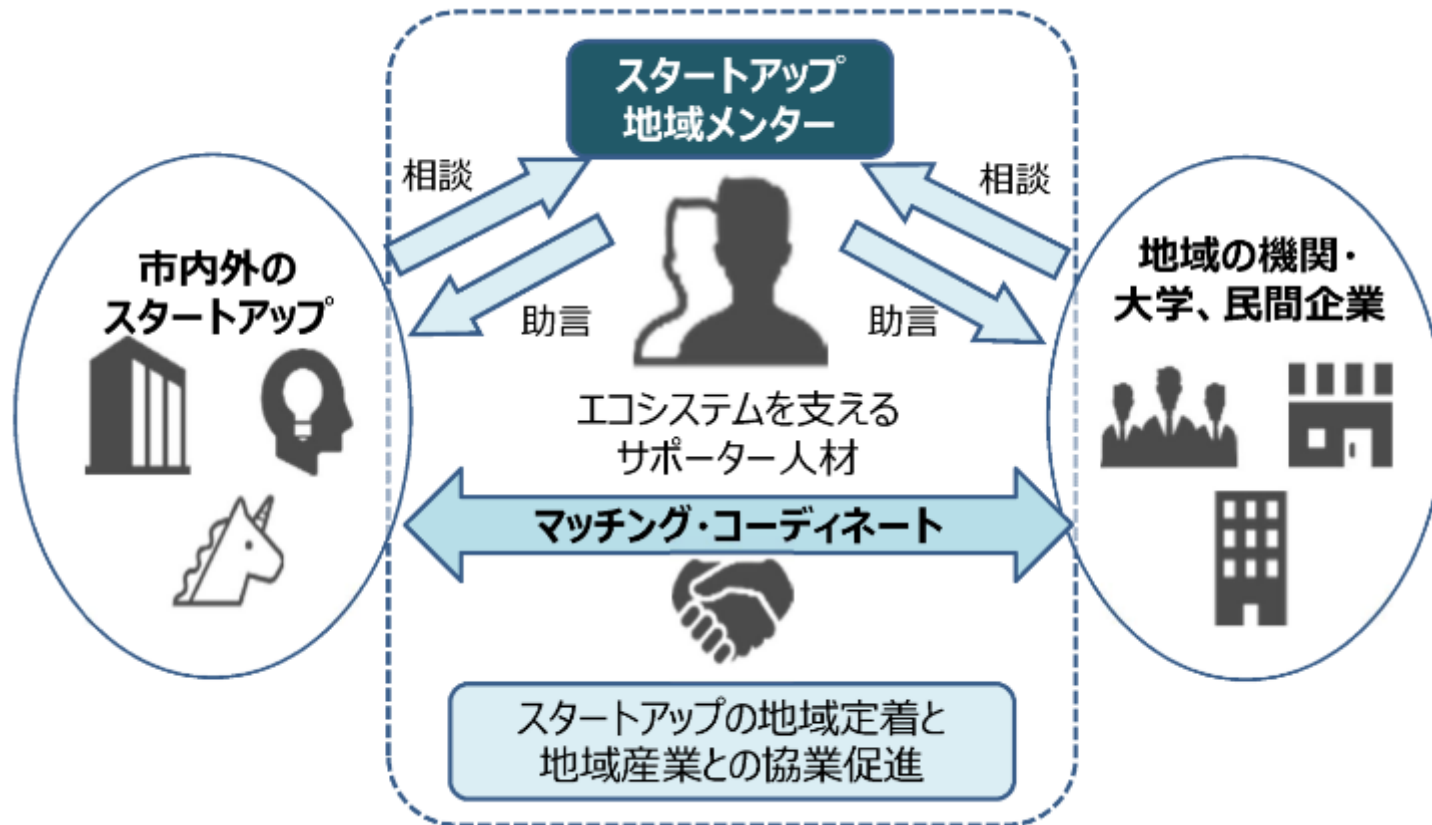 スタートアップ
地域メンター
相談
相談
市内外の
スタートアップ
地域の機関・
大学、民間企業
助言
助言
エコシステムを支える
サポーター人材
マッチング・コーディネート
スタートアップの地域定着と
地域産業との協業促進